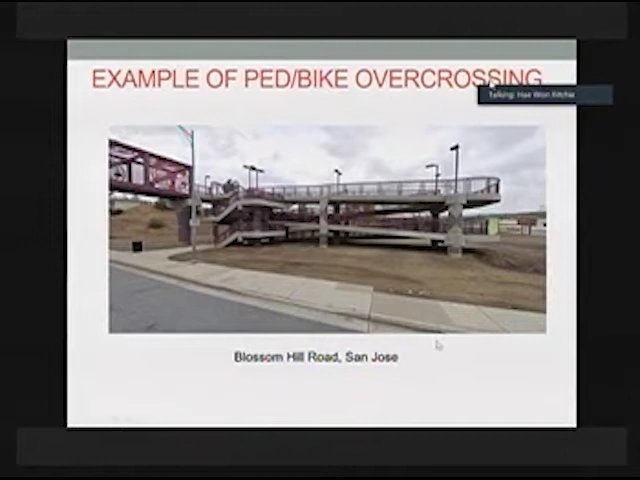 EXAMPLE OF PED/BIKE OVERCROSSING
Talking: Hae Won Ritchie
Blossom Hill Road, San Jose